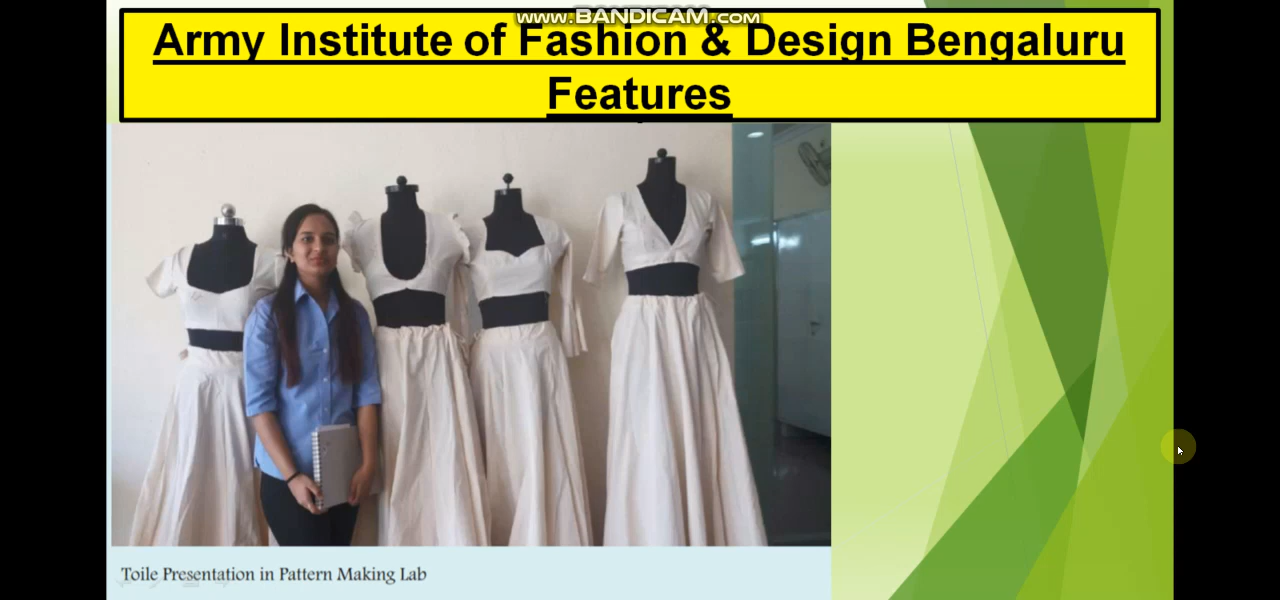 www.BANDICAM.com
Army Institute of Fashion & Design Bengaluru
Features
Toile Presentation in Pattern Making Lab